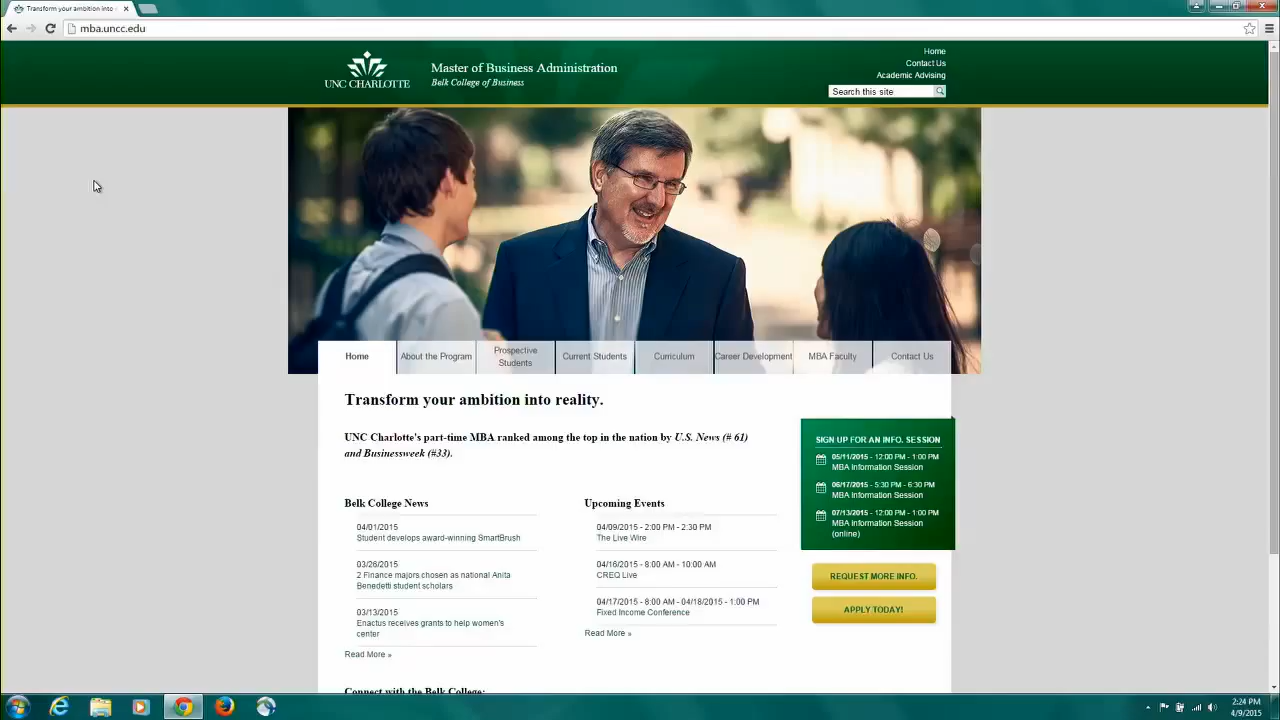 Transform your ambition into
mba.uncc.edu
UNC CHARLOTTE
Master of Business Administration
Belk College of Business
Home
Contact Us
Academic Advising
Search this site
Home
About the Program
Prospective
Students
Current Students
Curriculum
Career Development
MBA Faculty
Contact Us
Transform your ambition into reality.
UNC Charlotte's part-time MBA ranked among the top in the nation by U.S. News (# 61)
and Businessweek (#33).
Belk College News
04/01/2015
Student develops award-winning SmartBrush
03/26/2015
2 Finance majors chosen as national Anita
Benedetti student scholars
03/13/2015
Enactus receives grants to help women's
center
Read More »
Upcoming Events
04/09/2015 - 2:00 PM - 2:30 PM
The Live Wire
04/16/2015 - 8:00 AM - 10:00 AM
CREQ Live
04/17/2015 - 8:00 AM - 04/18/2015 - 1:00 PM
Fixed Income Conference
Read More »
SIGN UP FOR AN INFO. SESSION
05/11/2015 - 12:00 PM - 1:00 PM
MBA Information Session
06/17/2015 - 5:30 PM - 6:30 PM
MBA Information Session
07/13/2015 - 12:00 PM - 1:00 PM
MBA Information Session
(online)
REQUEST MORE INFO.
APPLY TODAY!
Connect with the Belk College:
2:24 PM
4/9/2015